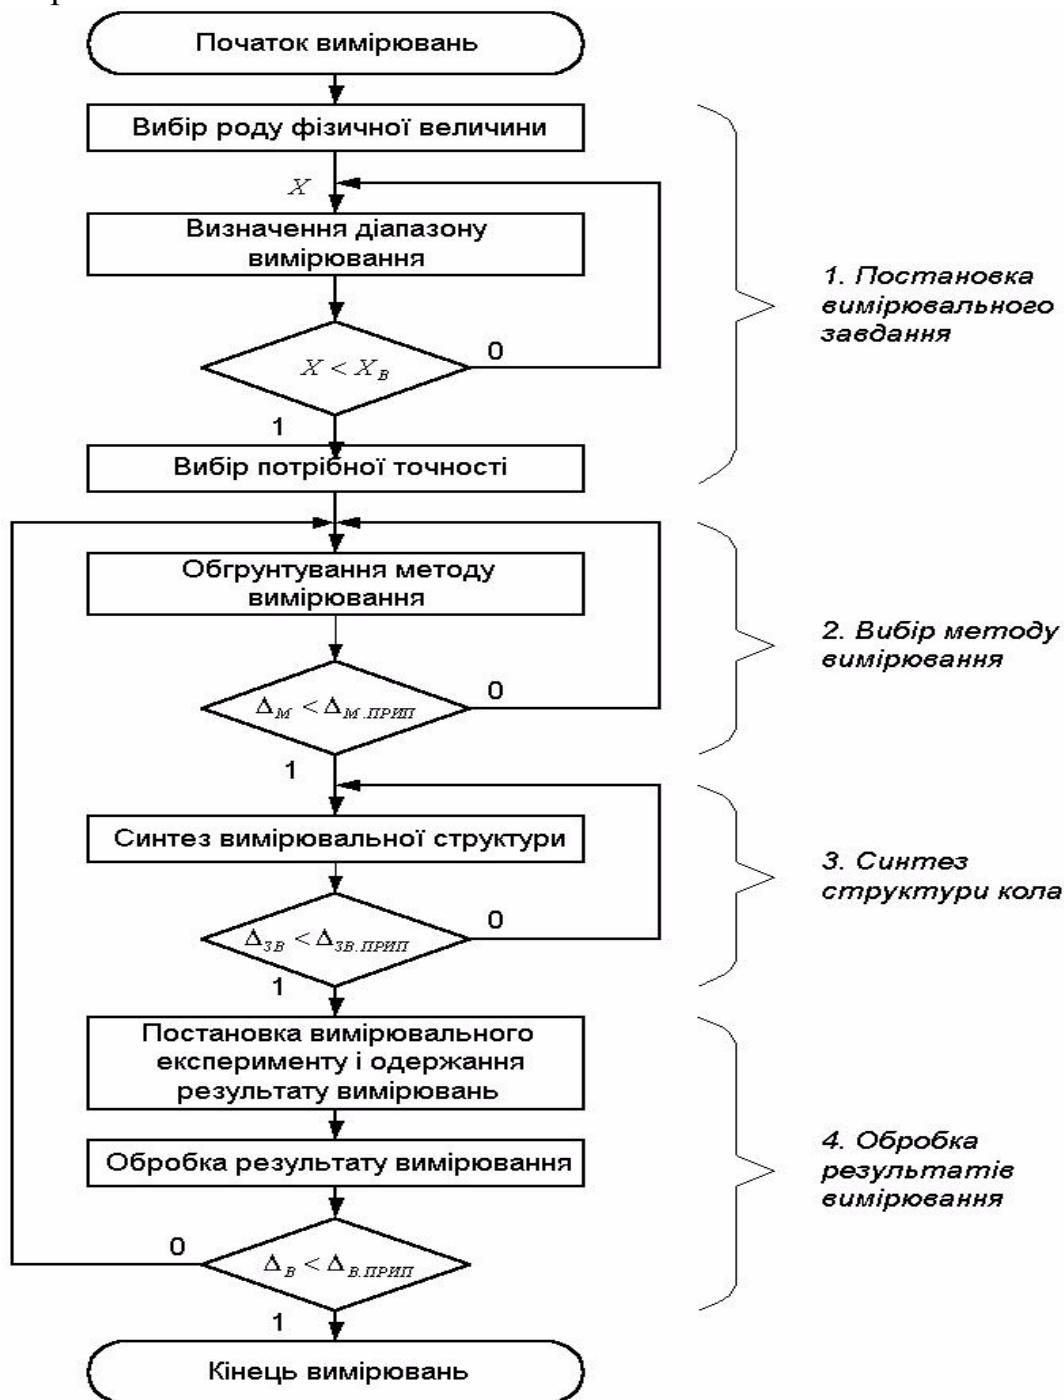 Початок вимірювань
Вибір роду фізичної величини
X
Визначення діапазону
вимірювання
X < X_B
0
1
Вибір потрібної точності
1. Постановка
вимірювального
завдання
Обгрунтування методу
вимірювання
Δ_M < Δ_M.ПРИП
0
1
2. Вибір методу
вимірювання
Синтез вимірювальної структури
Δ_ЗВ < Δ_ЗВ.ПРИП
0
1
3. Синтез
структури кола
Постановка вимірювального
експерименту і одержання
результату вимірювань
Обробка результату вимірювання
Δ_B < Δ_B.ПРИП
0
1
4. Обробка
результатів
вимірювання
Кінець вимірювань